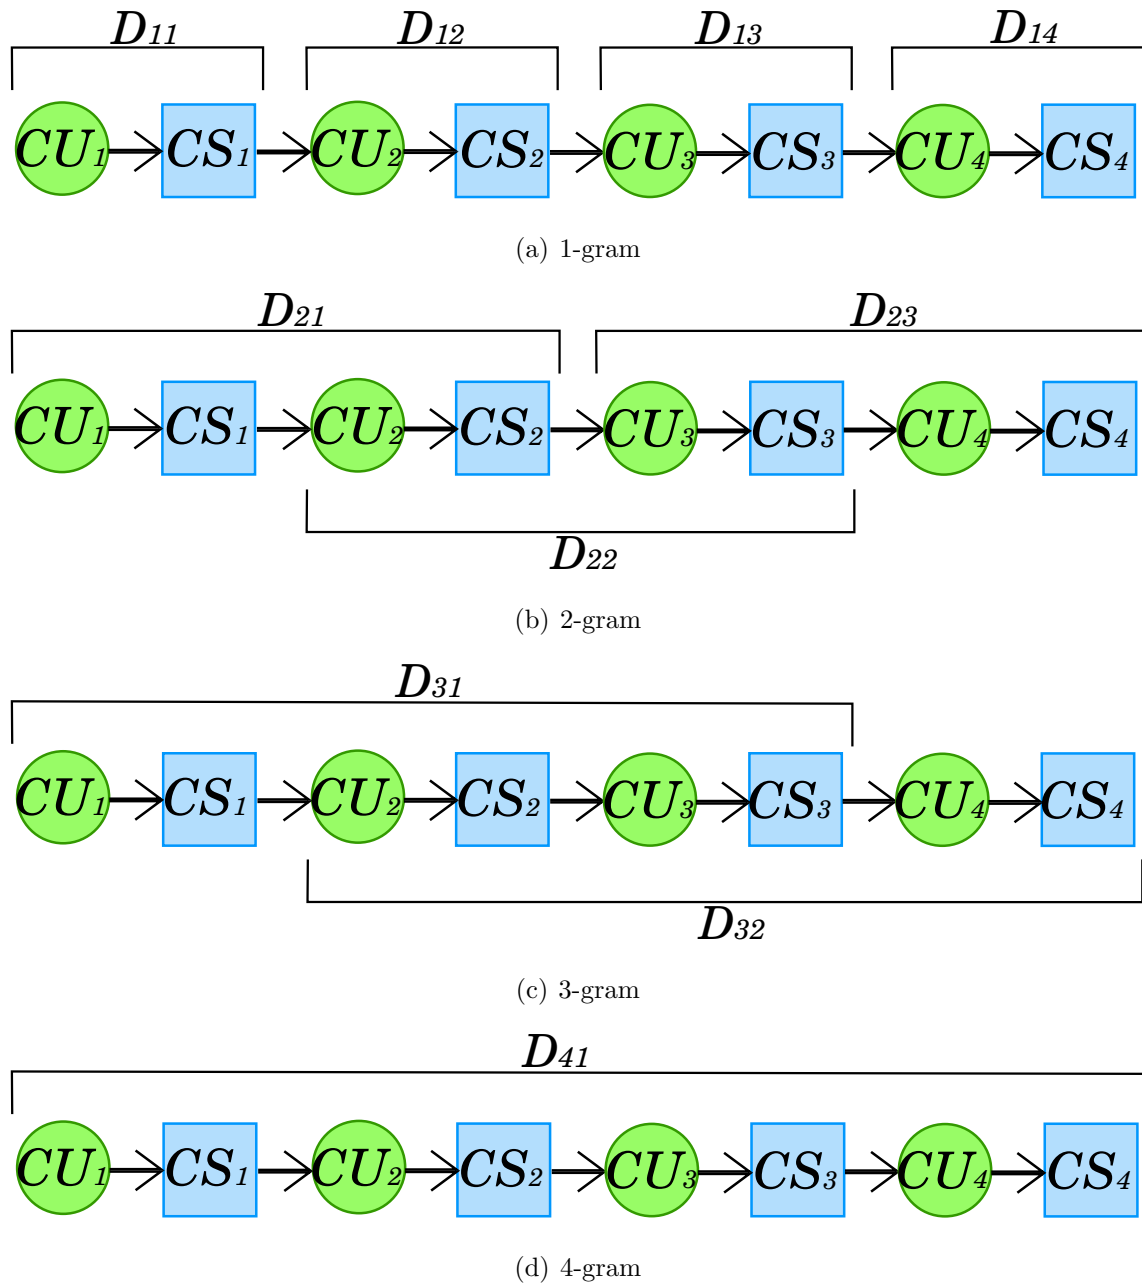 D11 D12 D13 D14
CU1 CS1 CU2 CS2 CU3 CS3 CU4 CS4
(a) 1-gram
D21 D23
CU1 CS1 CU2 CS2 CU3 CS3 CU4 CS4
D22
(b) 2-gram
D31
CU1 CS1 CU2 CS2 CU3 CS3 CU4 CS4
D32
(c) 3-gram
D41
CU1 CS1 CU2 CS2 CU3 CS3 CU4 CS4
(d) 4-gram